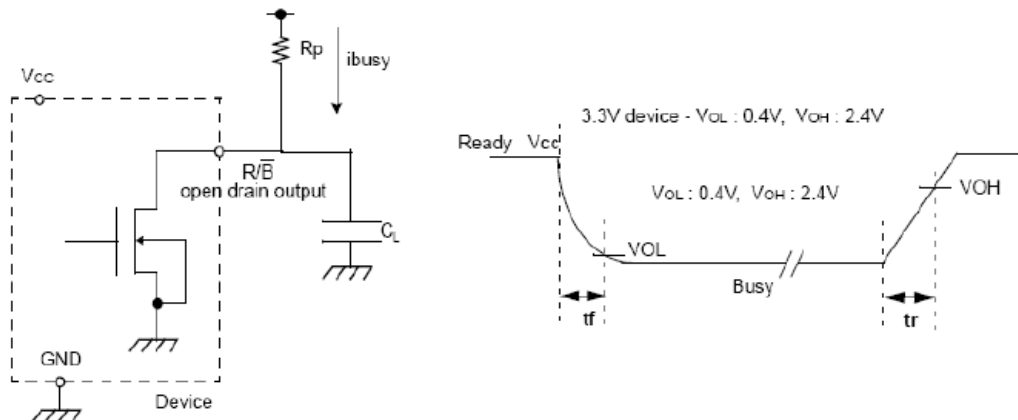 Rp
ibusy
Vcc
R/B̅
open drain output
CL
GND
Device
3.3V device - VOL : 0.4V, VOH : 2.4V
Ready Vcc
VOL : 0.4V, VOH : 2.4V
VOH
VOL
Busy
tf
tr